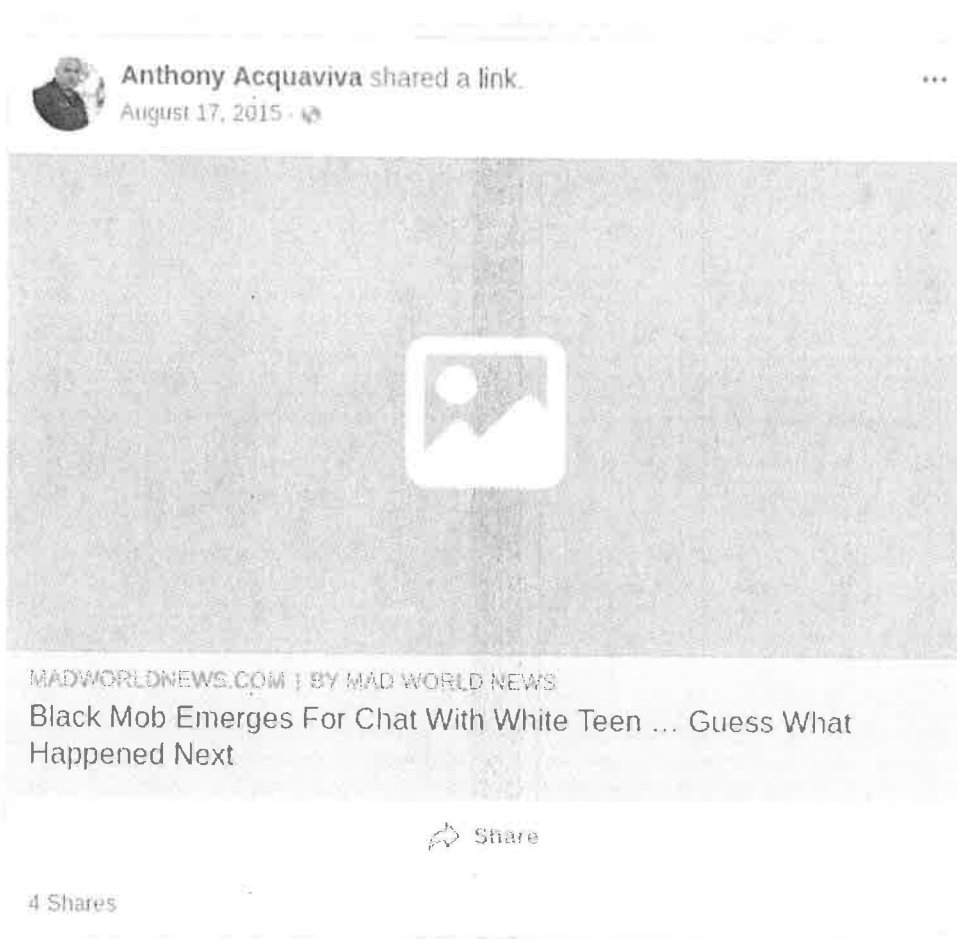 Anthony Acquaviva shared a link.
August 17, 2015 ·
MADWORLDNEWS.COM | BY MAD WORLD NEWS
Black Mob Emerges For Chat With White Teen ... Guess What
Happened Next
Share
4 Shares